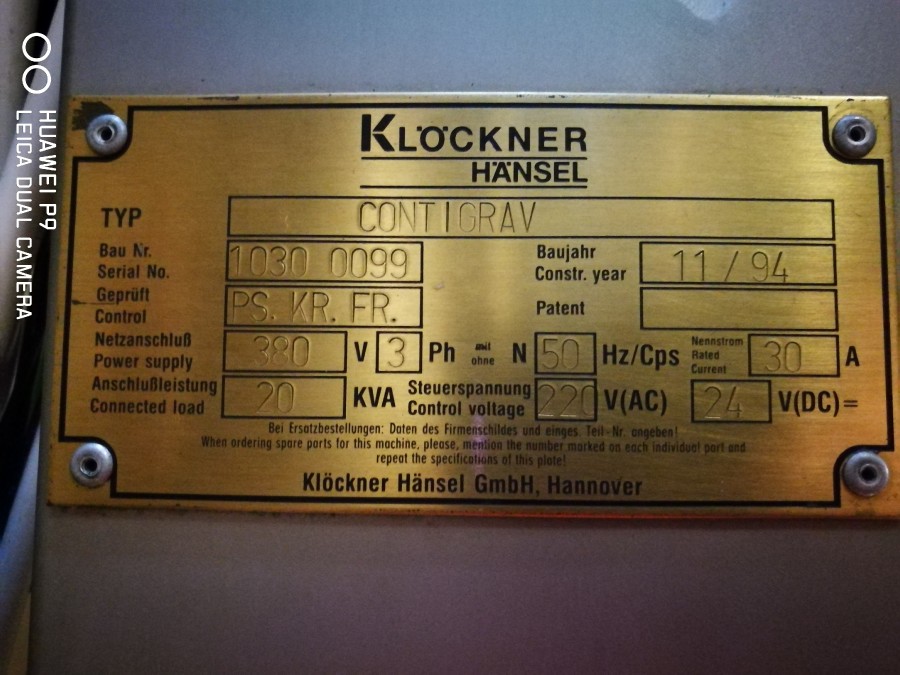 KLÖCKNER
HÄNSEL
TYP CONTIGRAV
Bau Nr. Serial No. 1030 0099 Baujahr Constr. year 11/94
Geprüft Control PS. KR. FR. Patent
Netzanschluß Power supply 380 V 3 Ph mit ohne N 50 Hz/Cps Nennstrom Rated Current 30 A
Anschlußleistung Connected load 20 KVA Steuerspannung Control voltage 220 V(AC) 24 V(DC)=
Bei Ersatzbestellungen: Daten des Firmenschildes und einges. Teil-Nr. angeben!
When ordering spare parts for this machine, please, mention the number marked on each individual part and
repeat the specifications of this plate!
Klöckner Hänsel GmbH, Hannover
HUAWEI P9
LEICA DUAL CAMERA